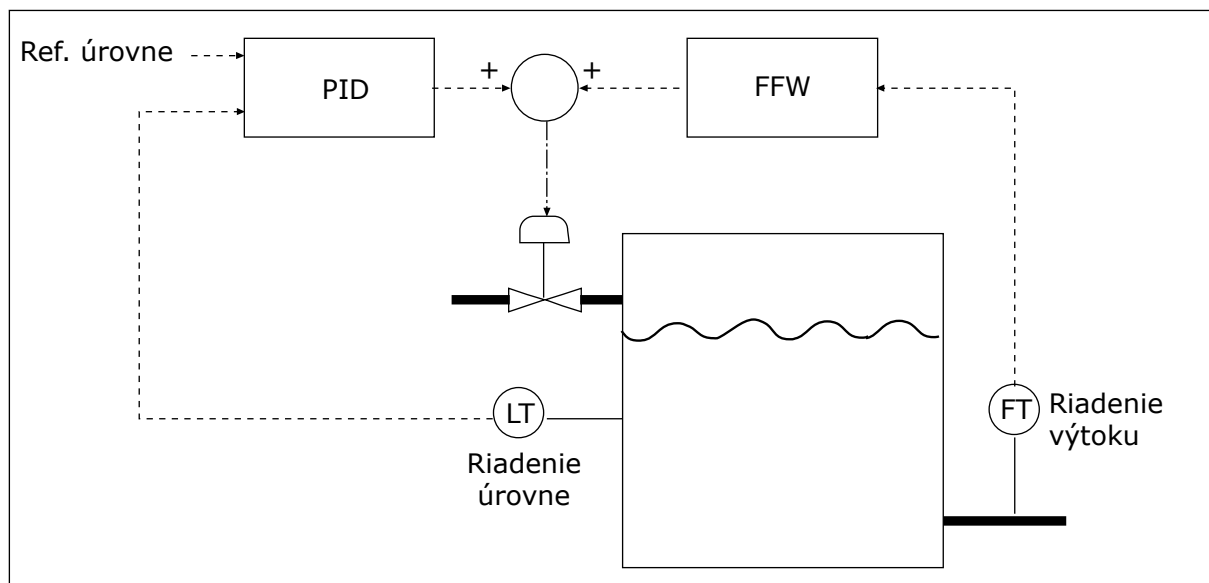 Ref. úrovne
PID
+
+
FFW
LT
Riadenie
úrovne
FT
Riadenie
výtoku